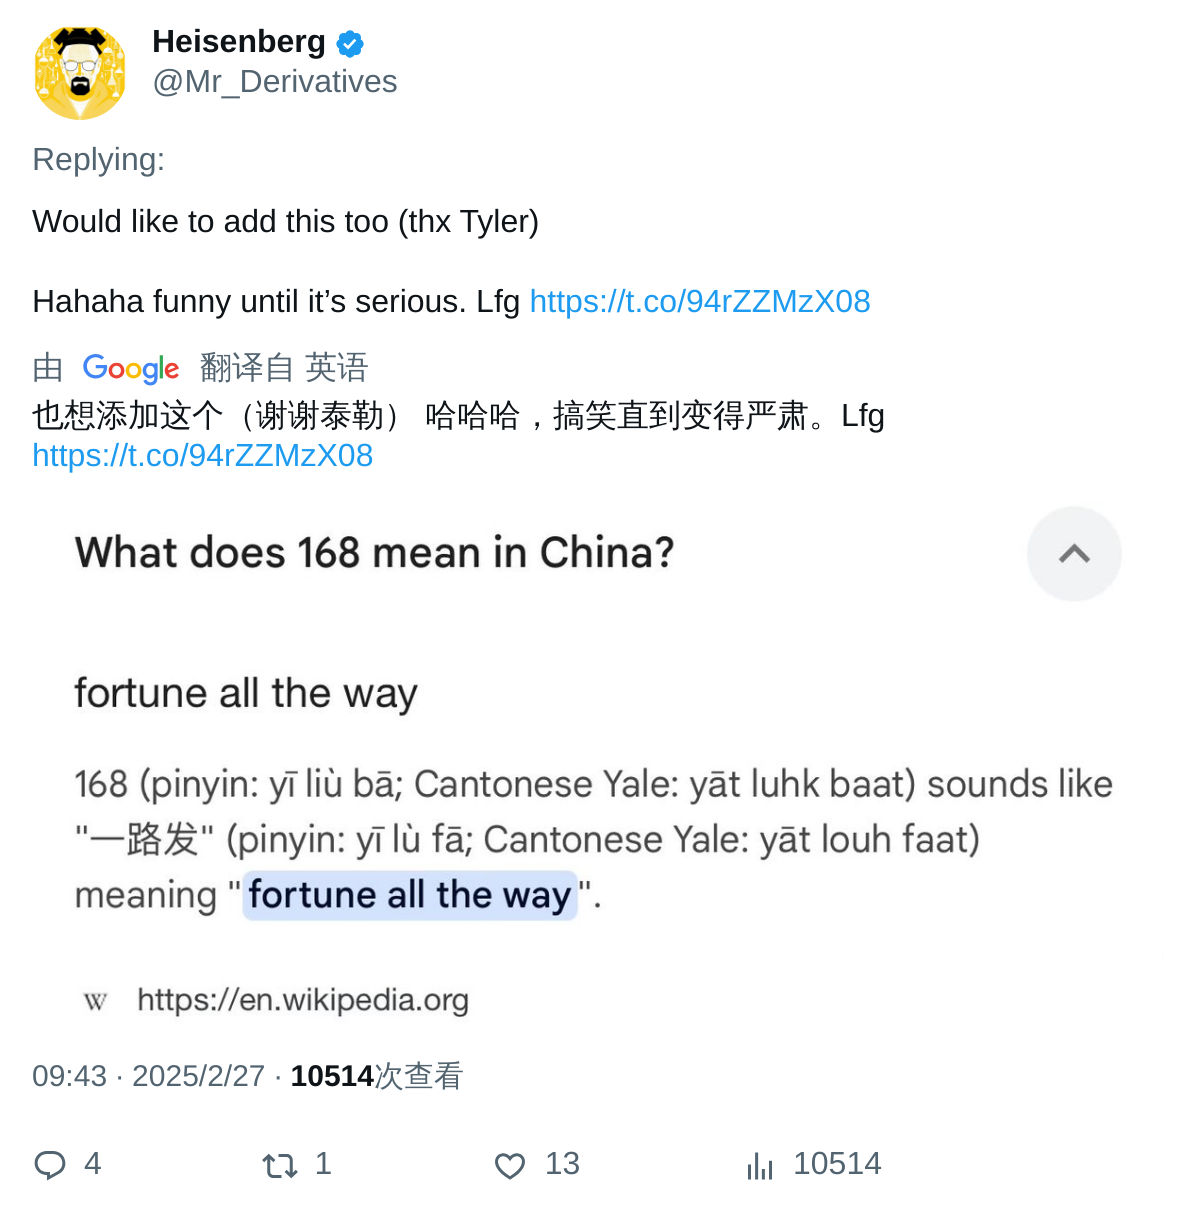 Heisenberg
@Mr_Derivatives
Replying:
Would like to add this too (thx Tyler)
Hahaha funny until it’s serious. Lfg https://t.co/94rZZMzX08
由 Google 翻译自 英语
也想添加这个（谢谢泰勒） 哈哈哈，搞笑直到变得严肃。Lfg
https://t.co/94rZZMzX08
What does 168 mean in China?
fortune all the way
168 (pinyin: yī liù bā; Cantonese Yale: yāt luhk baat) sounds like
"一路发" (pinyin: yī lù fā; Cantonese Yale: yāt louh faat)
meaning "fortune all the way".
W https://en.wikipedia.org
09:43 · 2025/2/27 · 10514次查看
4 1 13 10514